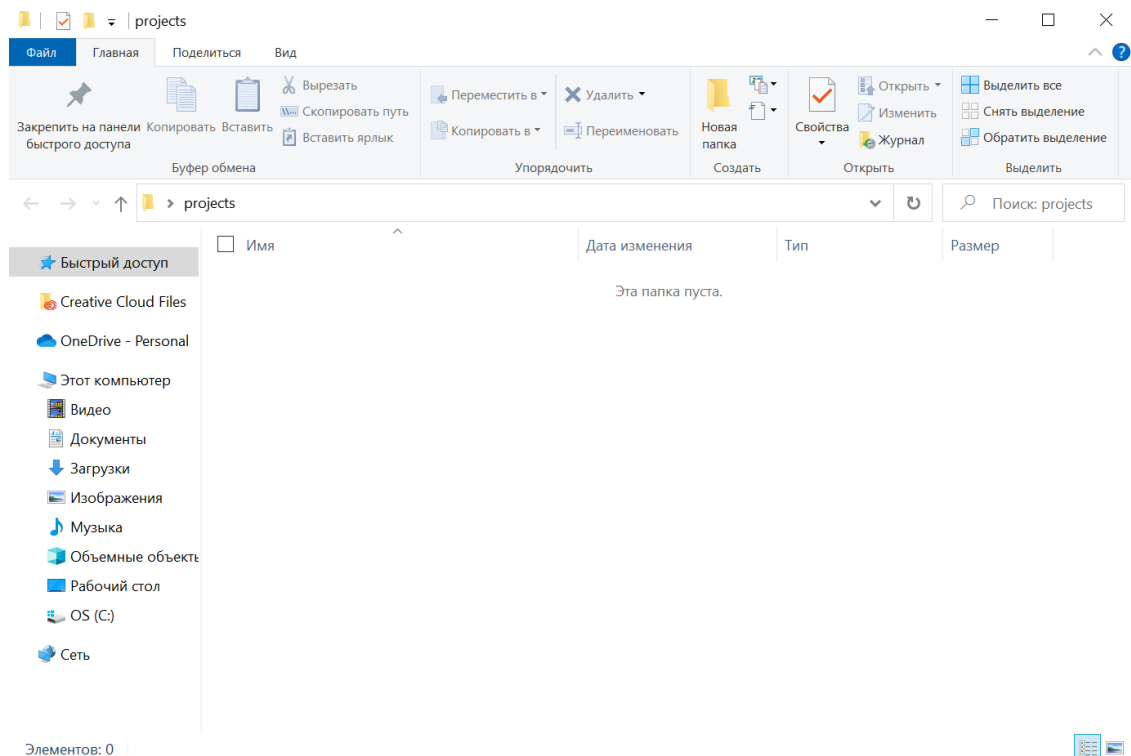 projects
Файл Главная Поделиться Вид
Закрепить на панели быстрого доступа
Копировать
Вставить
Вырезать
Скопировать путь
Вставить ярлык
Буфер обмена
Переместить в
Копировать в
Удалить
Переименовать
Упорядочить
Новая папка
Создать
Свойства
Открыть
Изменить
Журнал
Открыть
Выделить все
Снять выделение
Обратить выделение
Выделить
projects
Поиск: projects
Имя Дата изменения Тип Размер
Эта папка пуста.
Быстрый доступ
Creative Cloud Files
OneDrive - Personal
Этот компьютер
Видео
Документы
Загрузки
Изображения
Музыка
Объемные объекть
Рабочий стол
OS (C:)
Сеть
Элементов: 0